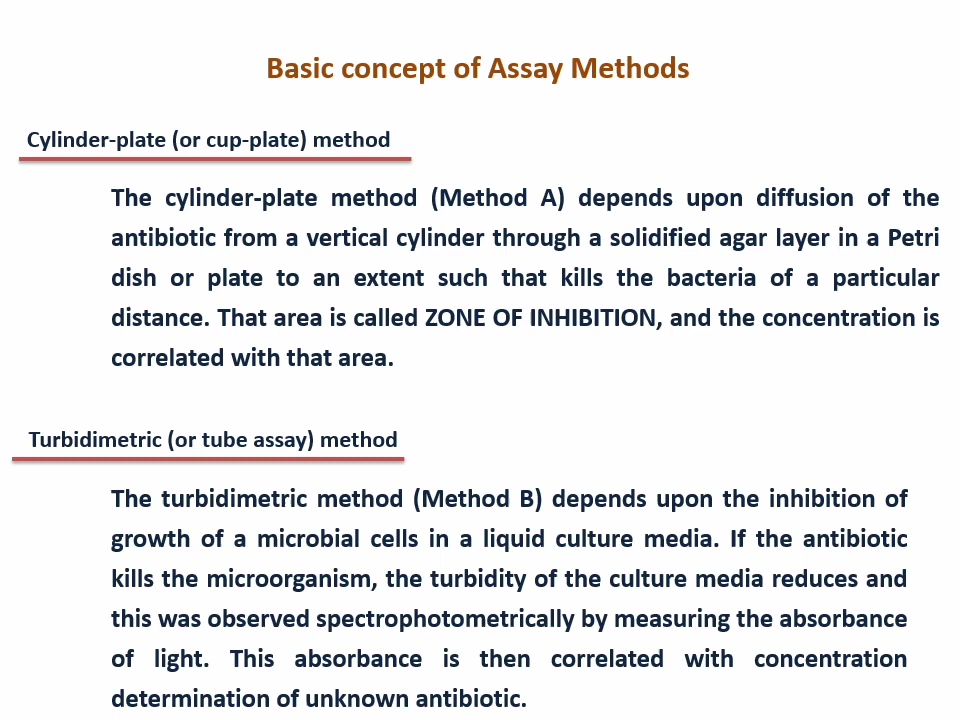 Basic concept of Assay Methods
Cylinder-plate (or cup-plate) method
The cylinder-plate method (Method A) depends upon diffusion of the
antibiotic from a vertical cylinder through a solidified agar layer in a Petri
dish or plate to an extent such that kills the bacteria of a particular
distance. That area is called ZONE OF INHIBITION, and the concentration is
correlated with that area.
Turbidimetric (or tube assay) method
The turbidimetric method (Method B) depends upon the inhibition of
growth of a microbial cells in a liquid culture media. If the antibiotic
kills the microorganism, the turbidity of the culture media reduces and
this was observed spectrophotometrically by measuring the absorbance
of light. This absorbance is then correlated with concentration
determination of unknown antibiotic.